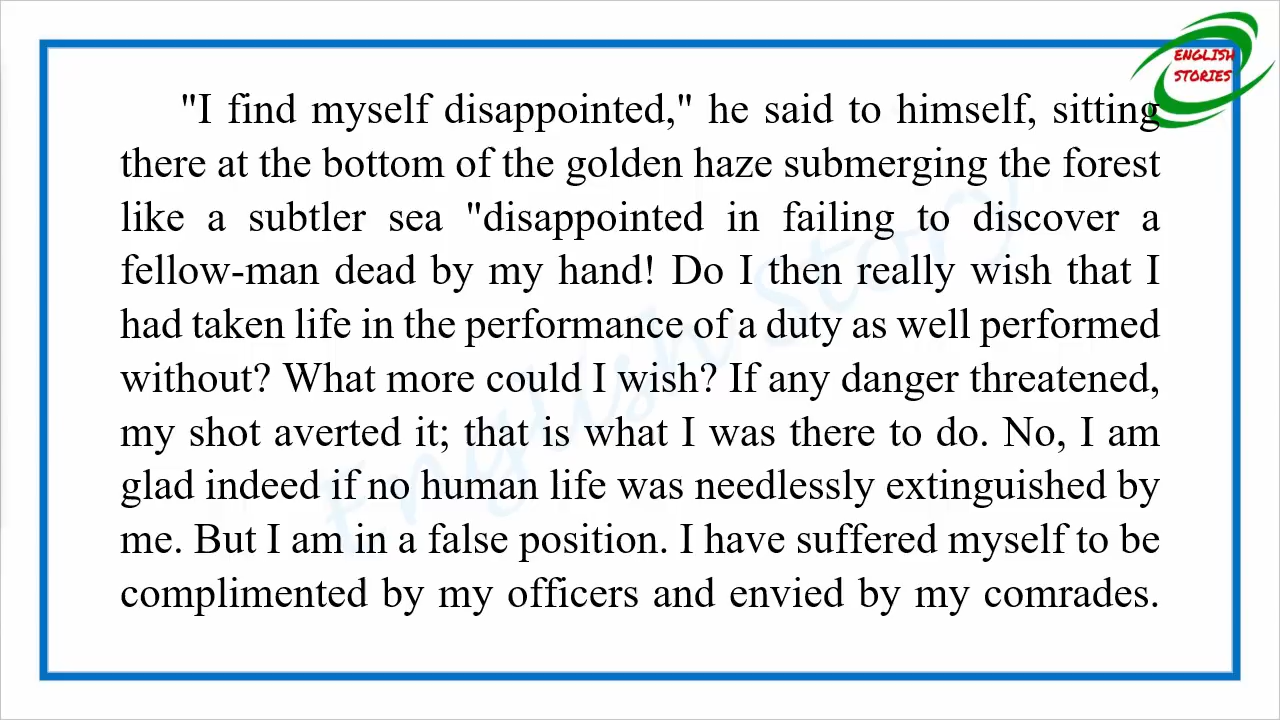 ENGLISH
STORIES
"I find myself disappointed," he said to himself, sitting
there at the bottom of the golden haze submerging the forest
like a subtler sea "disappointed in failing to discover a
fellow-man dead by my hand! Do I then really wish that I
had taken life in the performance of a duty as well performed
without? What more could I wish? If any danger threatened,
my shot averted it; that is what I was there to do. No, I am
glad indeed if no human life was needlessly extinguished by
me. But I am in a false position. I have suffered myself to be
complimented by my officers and envied by my comrades.
English Story